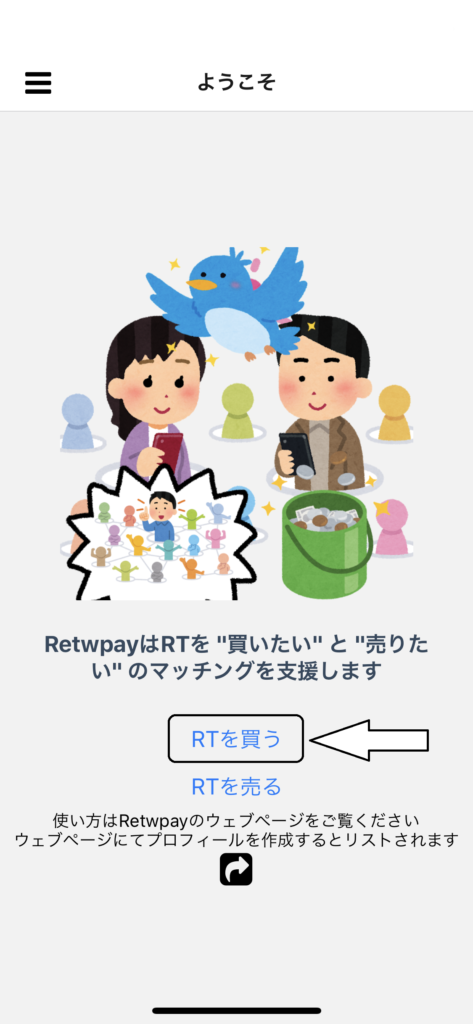 ようこそ
RetwpayはRTを "買いたい" と "売りた
い" のマッチングを支援します
RTを買う
RTを売る
使い方はRetwpayのウェブページをご覧ください
ウェブページにてプロフィールを作成するとリストされます